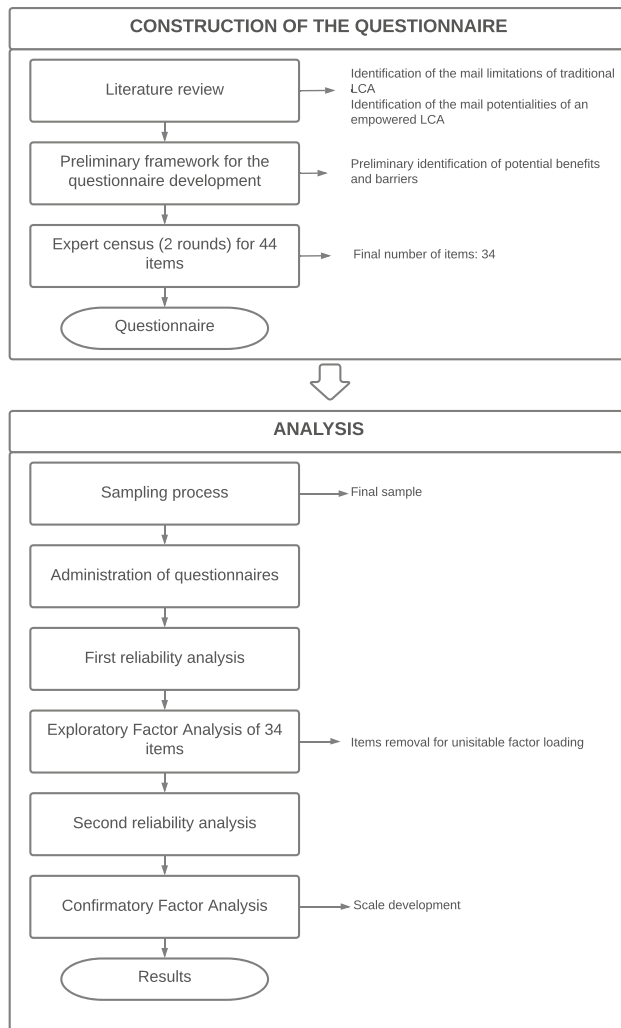 CONSTRUCTION OF THE QUESTIONNAIRE
Literature review
Identification of the mail limitations of traditional
LCA
Identification of the mail potentialities of an
empowered LCA
Preliminary framework for the
questionnaire development
Preliminary identification of potential benefits
and barriers
Expert census (2 rounds) for 44
items
Final number of items: 34
Questionnaire
ANALYSIS
Sampling process
Final sample
Administration of questionnaires
First reliability analysis
Exploratory Factor Analysis of 34
items
Items removal for unisitable factor loading
Second reliability analysis
Confirmatory Factor Analysis
Scale development
Results